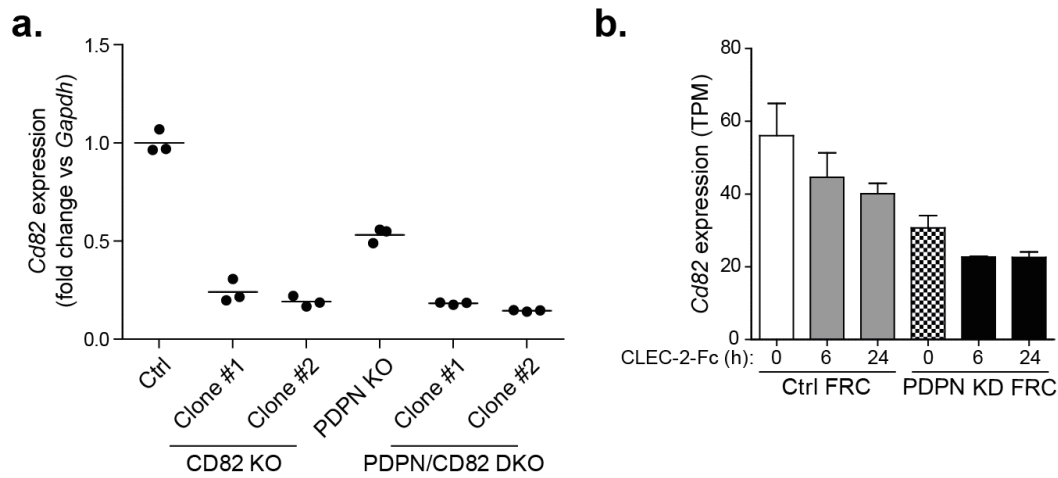 a.
Cd82 expression
(fold change vs Gapdh)
1.5
1.0
0.5
0.0
Ctrl
Clone #1
Clone #2
PDPN KO
Clone #1
Clone #2
CD82 KO
PDPN/CD82 DKO
b.
Cd82 expression (TPM)
80
60
40
20
0
CLEC-2-Fc (h): 0 6 24 0 6 24
Ctrl FRC PDPN KD FRC